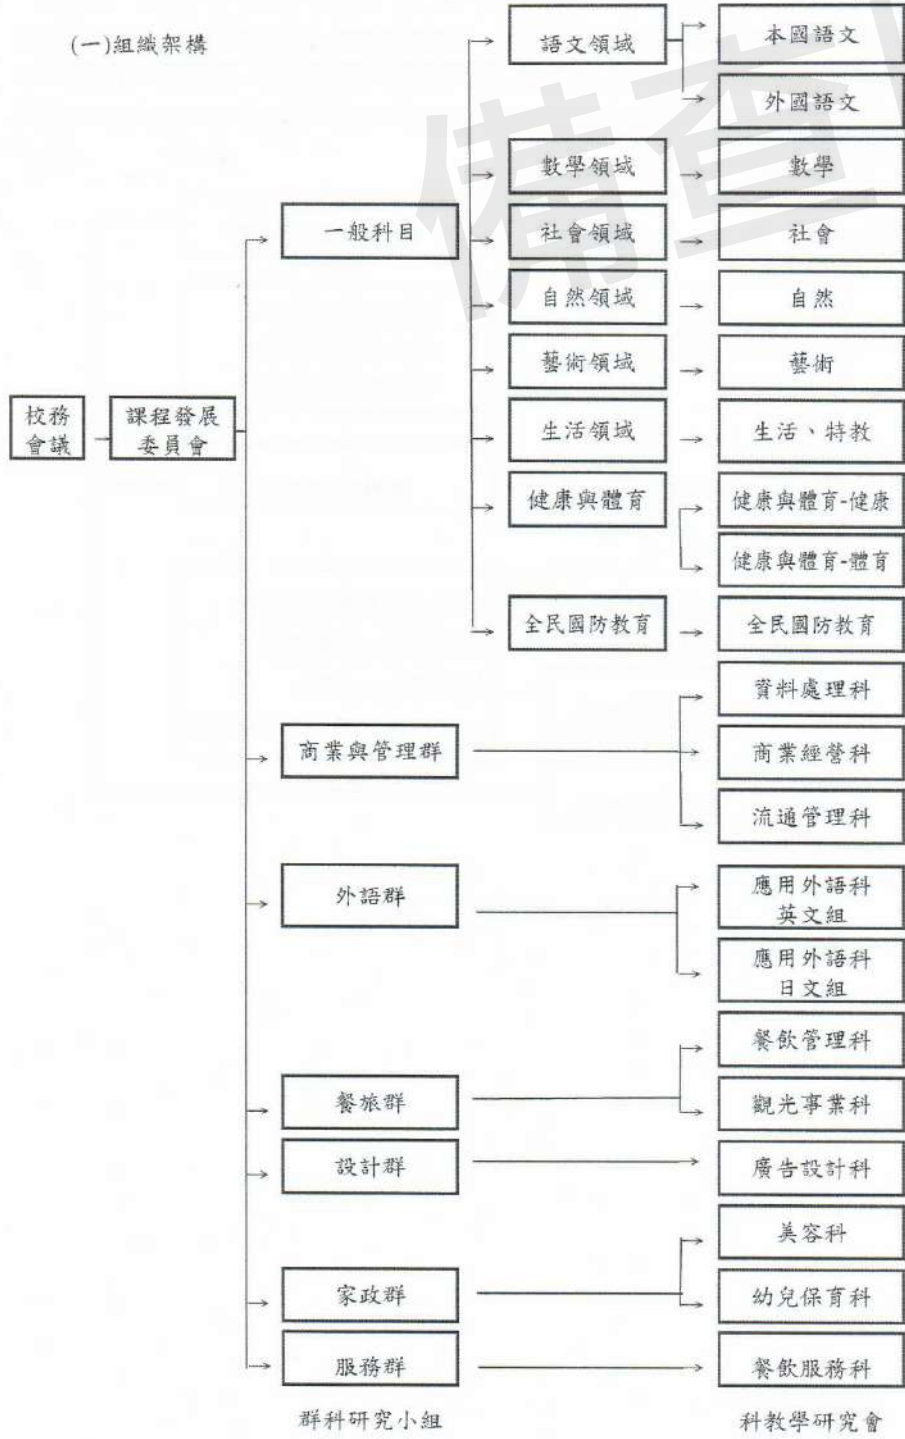 (一)組織架構
語文領域
本國語文
外國語文
數學領域
數學
一般科目
社會領域
社會
自然領域
自然
藝術領域
藝術
校務
會議
課程發展
委員會
生活領域
生活、特教
健康與體育
健康與體育-健康
健康與體育-體育
全民國防教育
全民國防教育
資料處理科
商業與管理群
商業經營科
流通管理科
外語群
應用外語科
英文組
應用外語科
日文組
餐飲管理科
餐旅群
觀光事業科
設計群
廣告設計科
美容科
家政群
幼兒保育科
服務群
餐飲服務科
群科研究小組
科教學研究會
備查